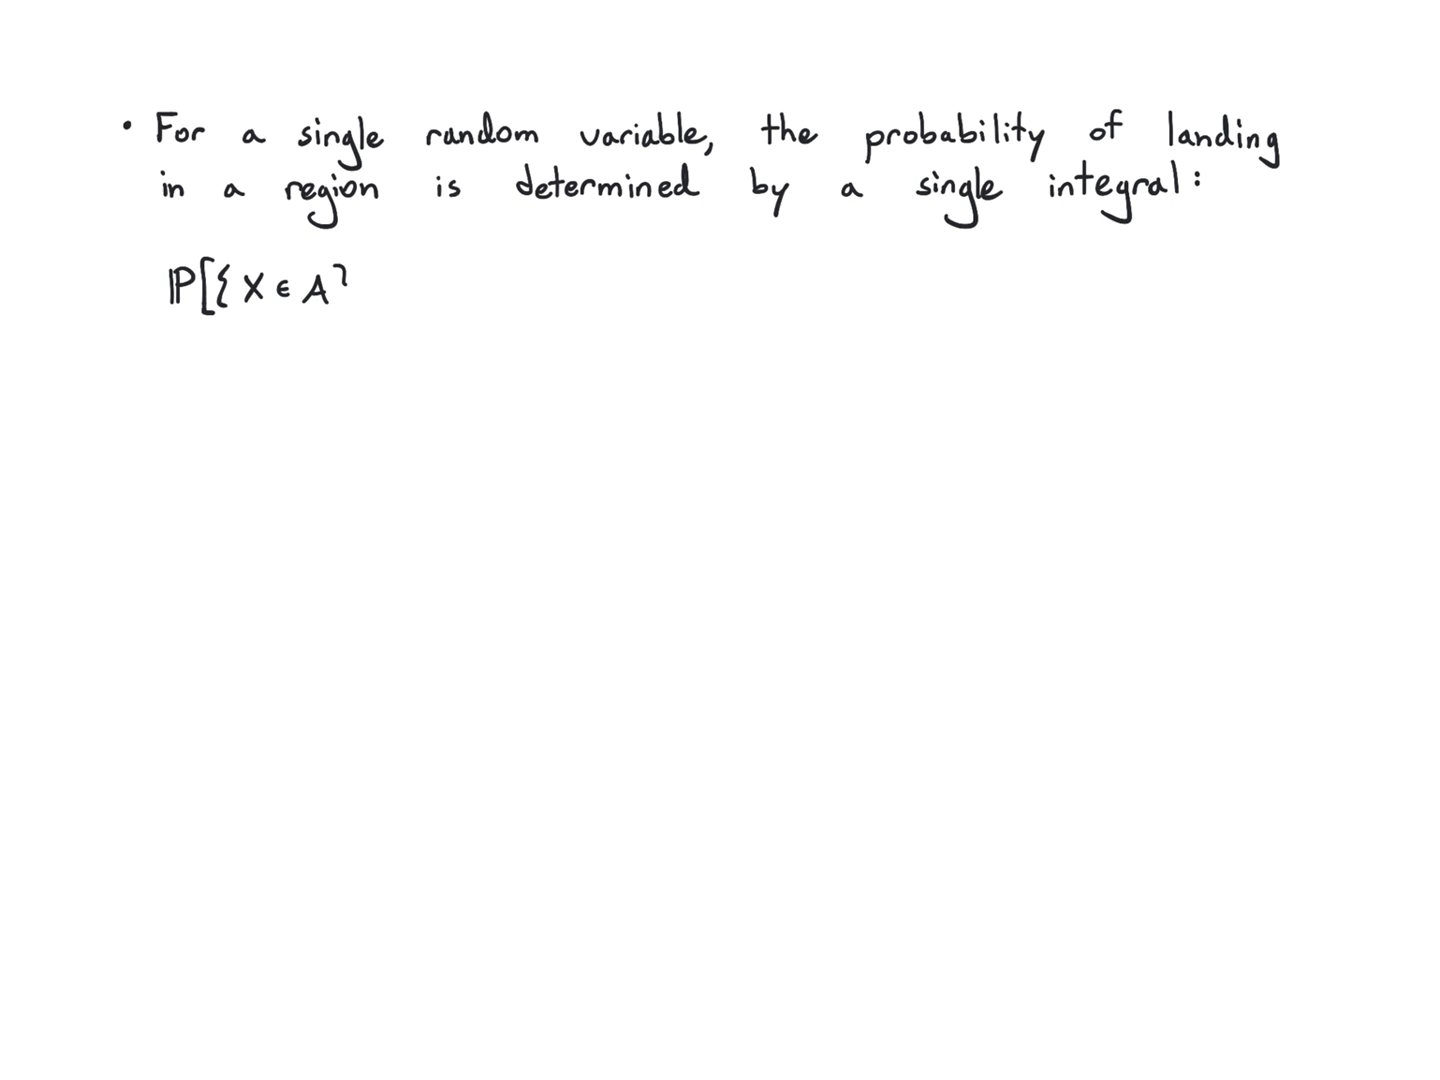 • For a single random variable, the probability of landing
in a region is determined by a single integral:
ℙ[{ X ∈ A